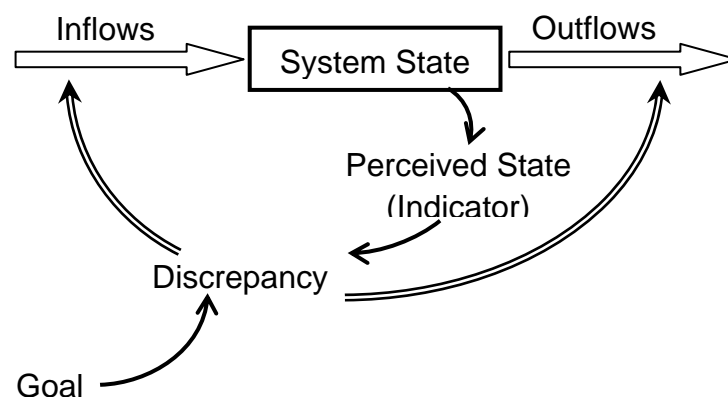 Inflows
Outflows
System State
Perceived State
(Indicator)
Discrepancy
Goal